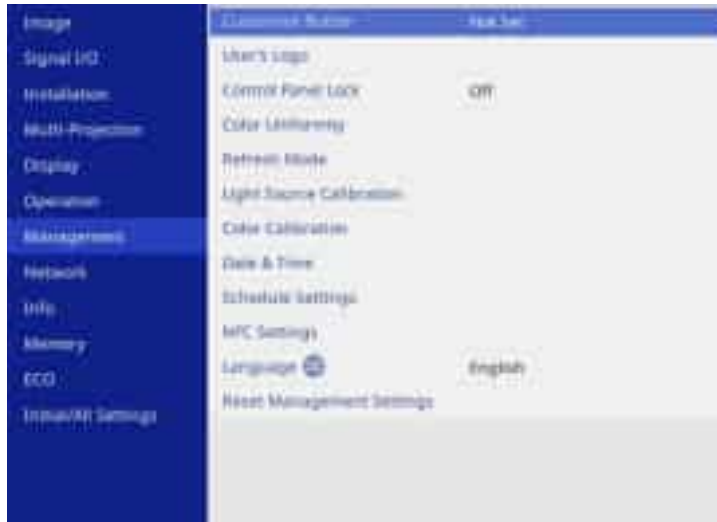 Image
Signal I/O
Installation
Multi-Projection
Display
Operation
Management
Network
Info
Memory
ECO
Initial/All Settings
User's Logo
Control Panel Lock Off
Color Uniformity
Refresh Mode
Light Source Calibration
Color Calibration
Date & Time
Schedule Settings
NFC Settings
Language English
Reset Management Settings